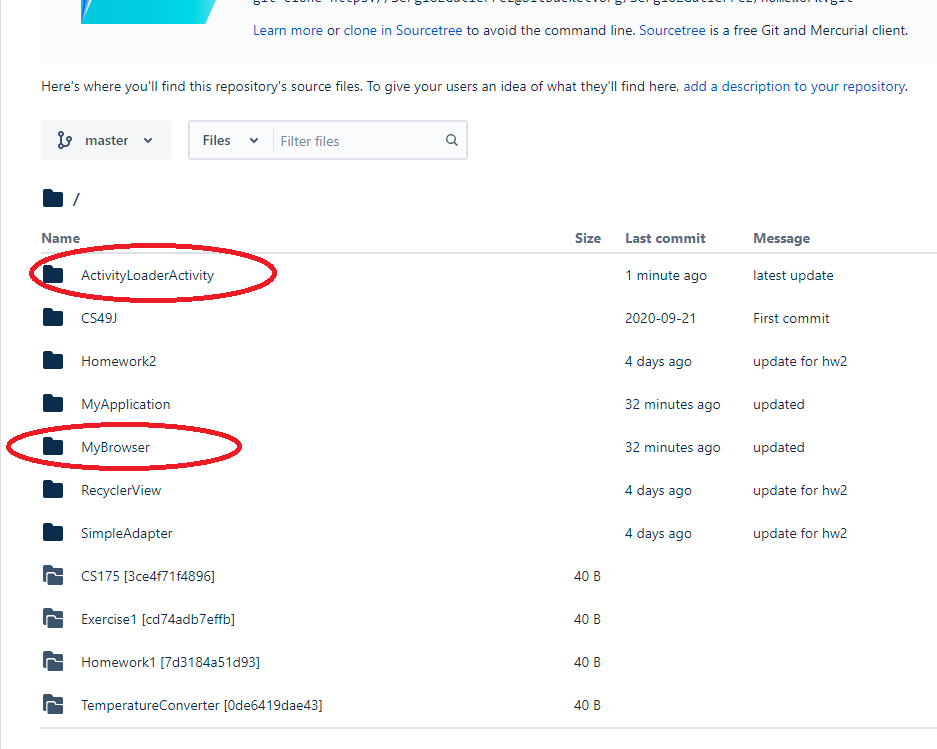 Learn more or clone in Sourcetree to avoid the command line. Sourcetree is a free Git and Mercurial client.
Here's where you'll find this repository's source files. To give your users an idea of what they'll find here, add a description to your repository.
master Files Filter files
/
Name Size Last commit Message
ActivityLoaderActivity 1 minute ago latest update
CS49J 2020-09-21 First commit
Homework2 4 days ago update for hw2
MyApplication 32 minutes ago updated
MyBrowser 32 minutes ago updated
RecyclerView 4 days ago update for hw2
SimpleAdapter 4 days ago update for hw2
CS175 [3ce4f71f4896] 40 B
Exercise1 [cd74adb7effb] 40 B
Homework1 [7d3184a51d93] 40 B
TemperatureConverter [0de6419dae43] 40 B